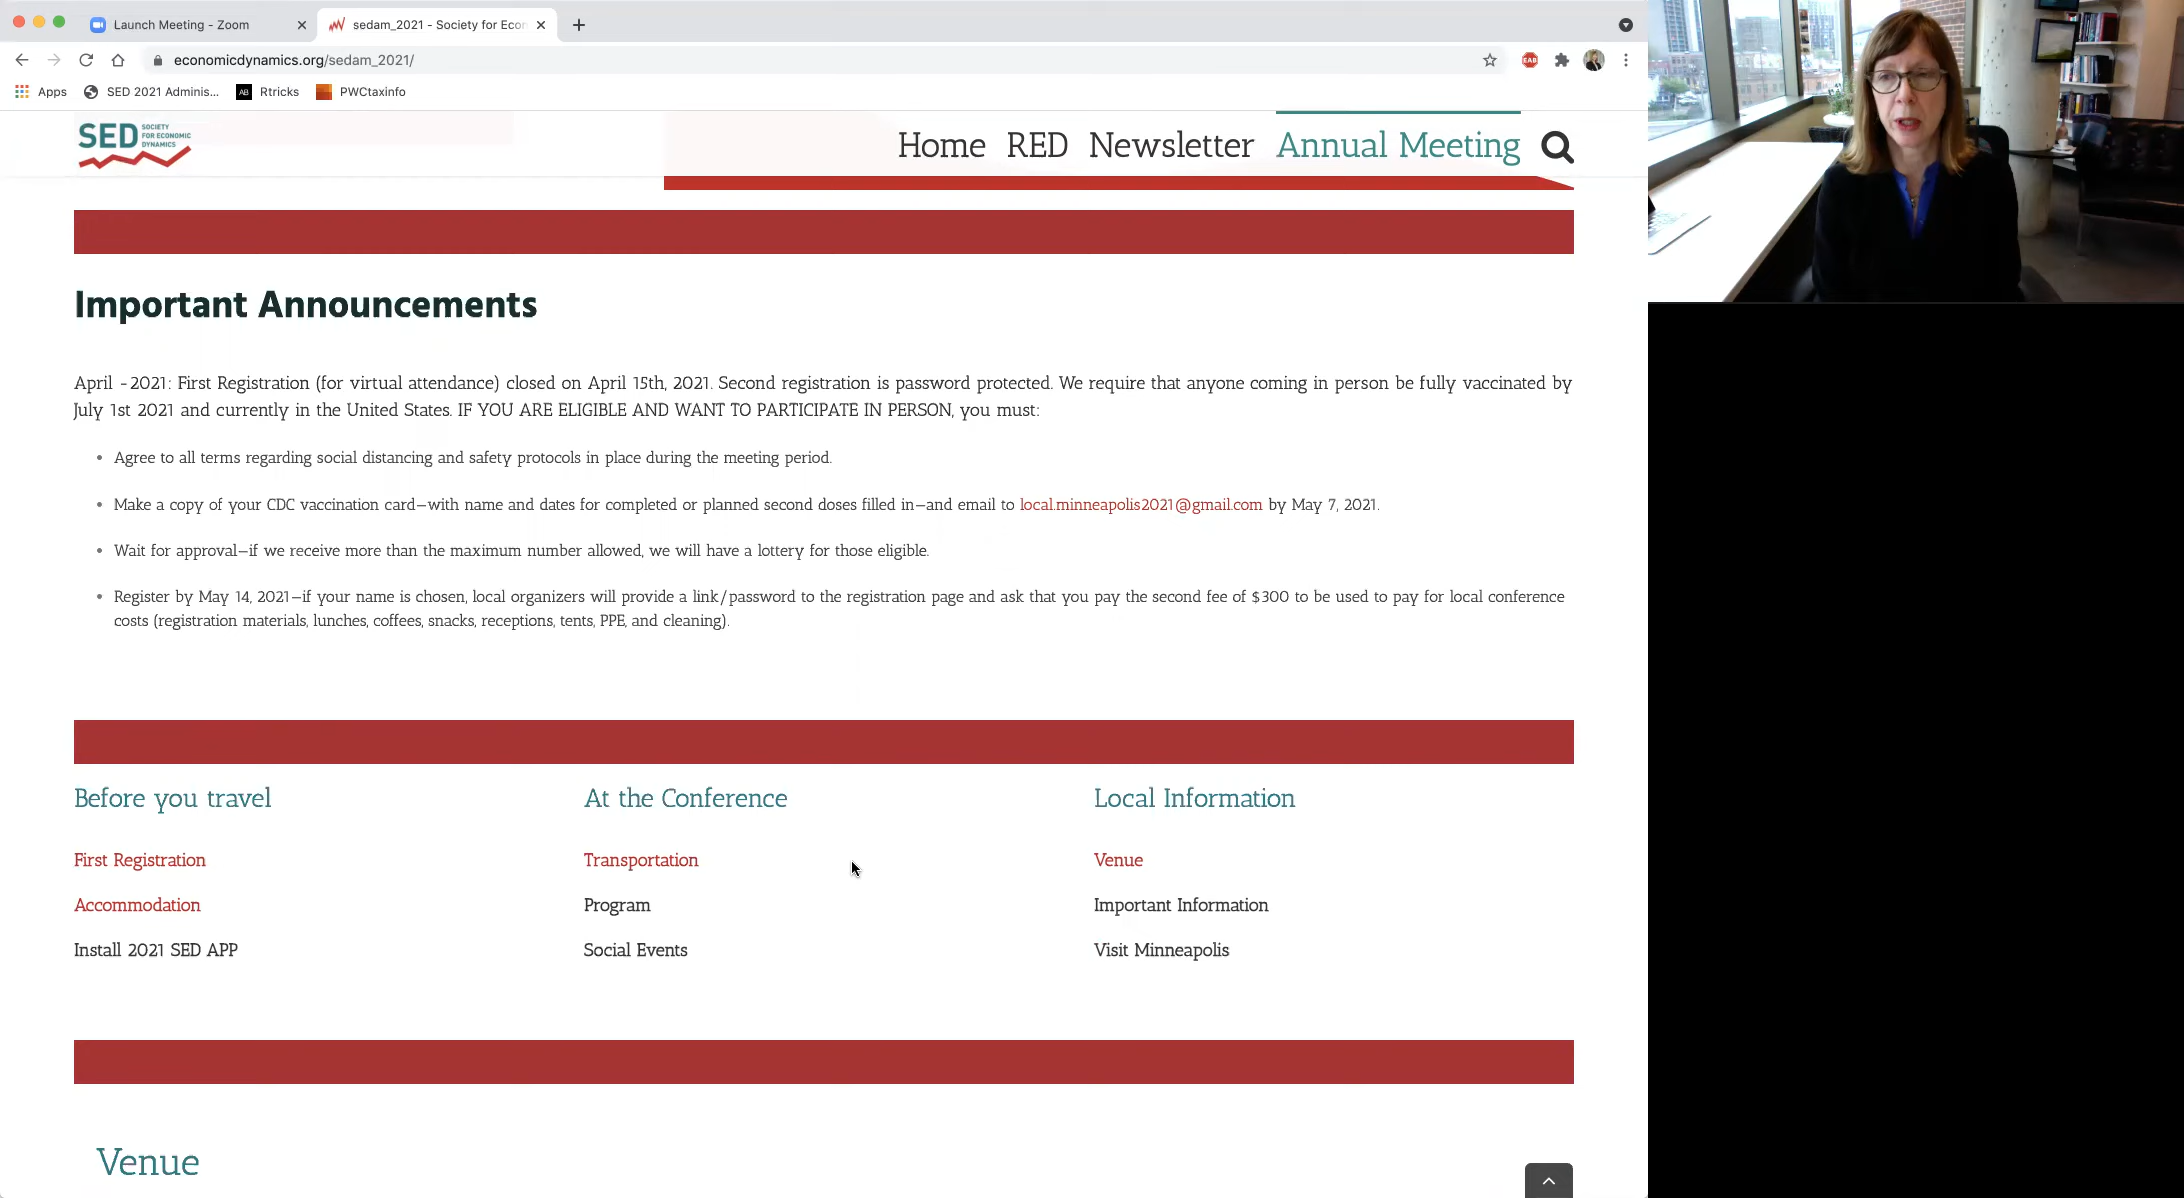 Launch Meeting - Zoom
sedam_2021 - Society for Econ
economicdynamics.org/sedam_2021/
EAB
Apps
SED 2021 Adminis...
AB
Rtricks
PWCtaxinfo
SED SOCIETY
FOR ECONOMIC
DYNAMICS
Home RED Newsletter Annual Meeting
Important Announcements
April -2021: First Registration (for virtual attendance) closed on April 15th, 2021. Second registration is password protected. We require that anyone coming in person be fully vaccinated by
July 1st 2021 and currently in the United States. IF YOU ARE ELIGIBLE AND WANT TO PARTICIPATE IN PERSON, you must:
• Agree to all terms regarding social distancing and safety protocols in place during the meeting period.
• Make a copy of your CDC vaccination card—with name and dates for completed or planned second doses filled in—and email to local.minneapolis2021@gmail.com by May 7, 2021.
• Wait for approval—if we receive more than the maximum number allowed, we will have a lottery for those eligible.
• Register by May 14, 2021—if your name is chosen, local organizers will provide a link/password to the registration page and ask that you pay the second fee of $300 to be used to pay for local conference
costs (registration materials, lunches, coffees, snacks, receptions, tents, PPE, and cleaning).
Before you travel
First Registration
Accommodation
Install 2021 SED APP
At the Conference
Transportation
Program
Social Events
Local Information
Venue
Important Information
Visit Minneapolis
Venue